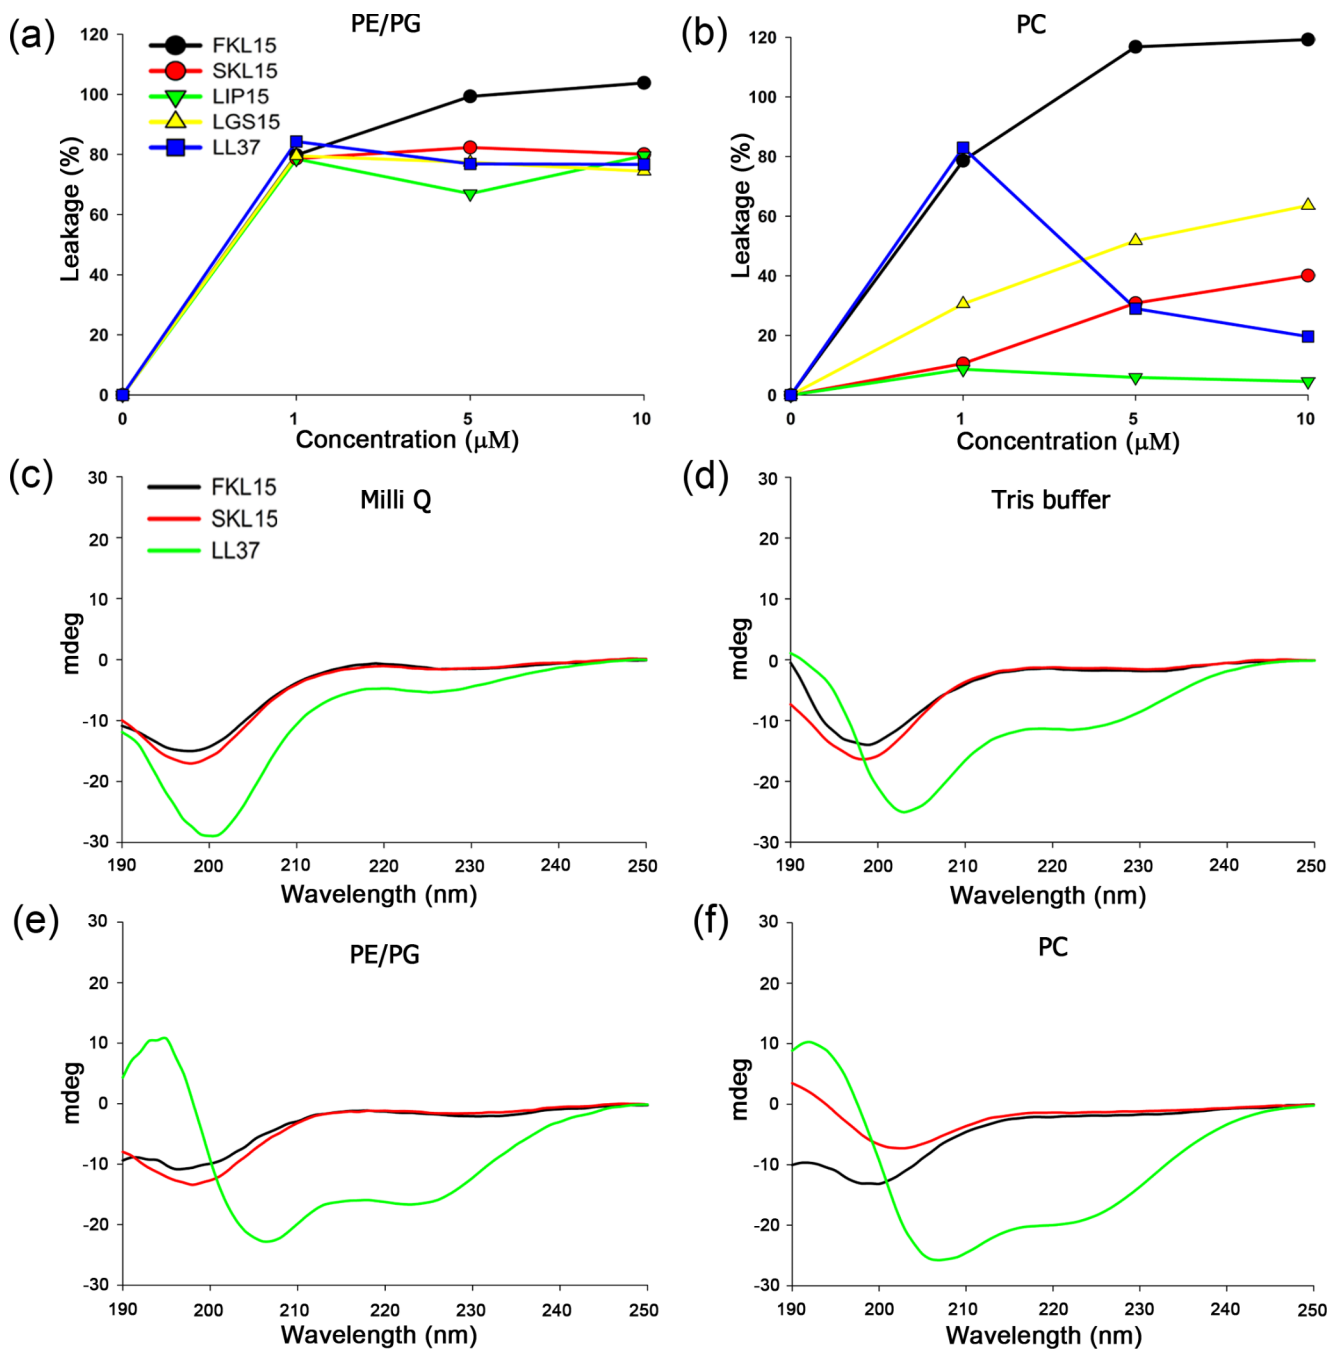 (a)
PE/PG
120
100
80
60
40
20
0
Leakage (%)
FKL15
SKL15
LIP15
LGS15
LL37
0 1 5 10
Concentration (μM)
(b)
PC
120
100
80
60
40
20
0
Leakage (%)
0 1 5 10
Concentration (μM)
(c)
Milli Q
30
20
10
0
-10
-20
-30
mdeg
FKL15
SKL15
LL37
190 200 210 220 230 240 250
Wavelength (nm)
(d)
Tris buffer
30
20
10
0
-10
-20
-30
mdeg
190 200 210 220 230 240 250
Wavelength (nm)
(e)
PE/PG
30
20
10
0
-10
-20
-30
mdeg
190 200 210 220 230 240 250
Wavelength (nm)
(f)
PC
30
20
10
0
-10
-20
-30
mdeg
190 200 210 220 230 240 250
Wavelength (nm)